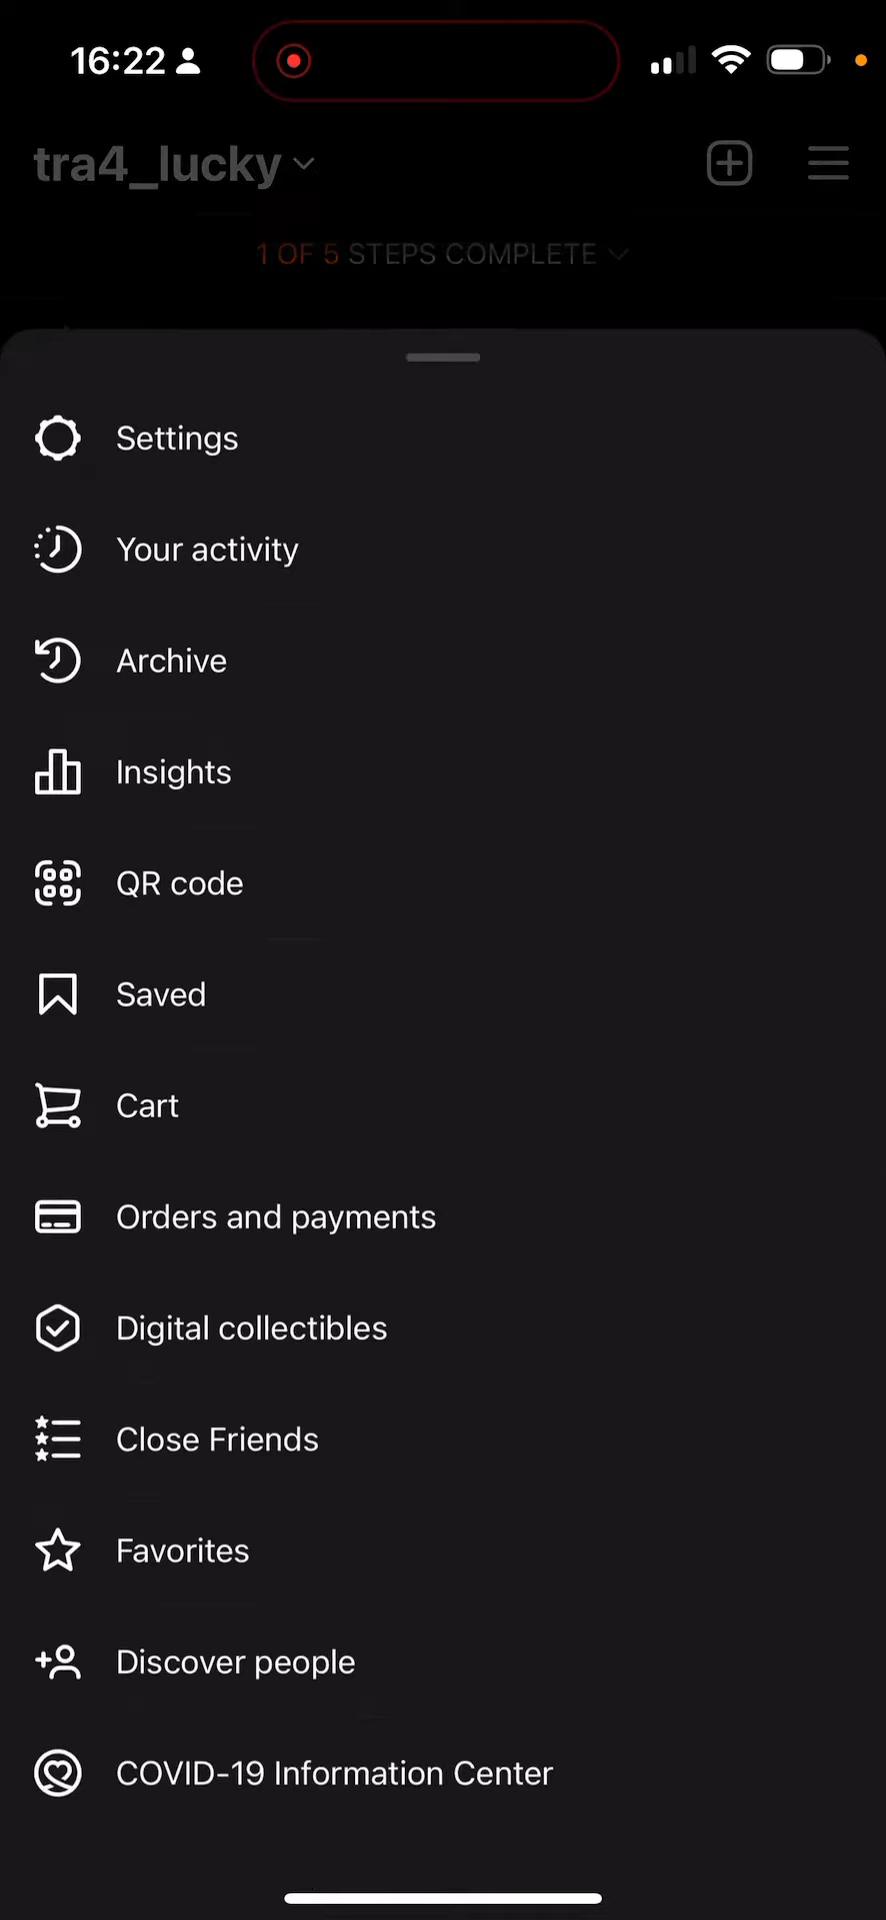 16:22
tra4_lucky
1 OF 5 STEPS COMPLETE
Settings
Your activity
Archive
Insights
QR code
Saved
Cart
Orders and payments
Digital collectibles
Close Friends
Favorites
Discover people
COVID-19 Information Center